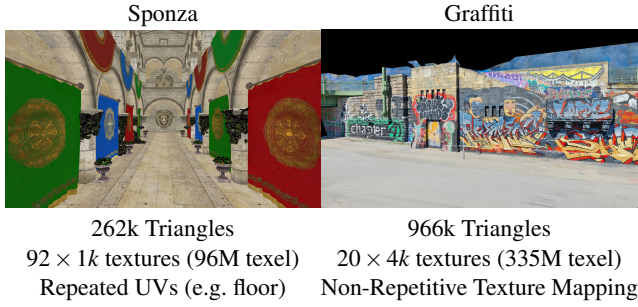 Sponza
Graffiti
chapter
262k Triangles
966k Triangles
92 × 1k textures (96M texel)
20 × 4k textures (335M texel)
Repeated UVs (e.g. floor)
Non-Repetitive Texture Mapping